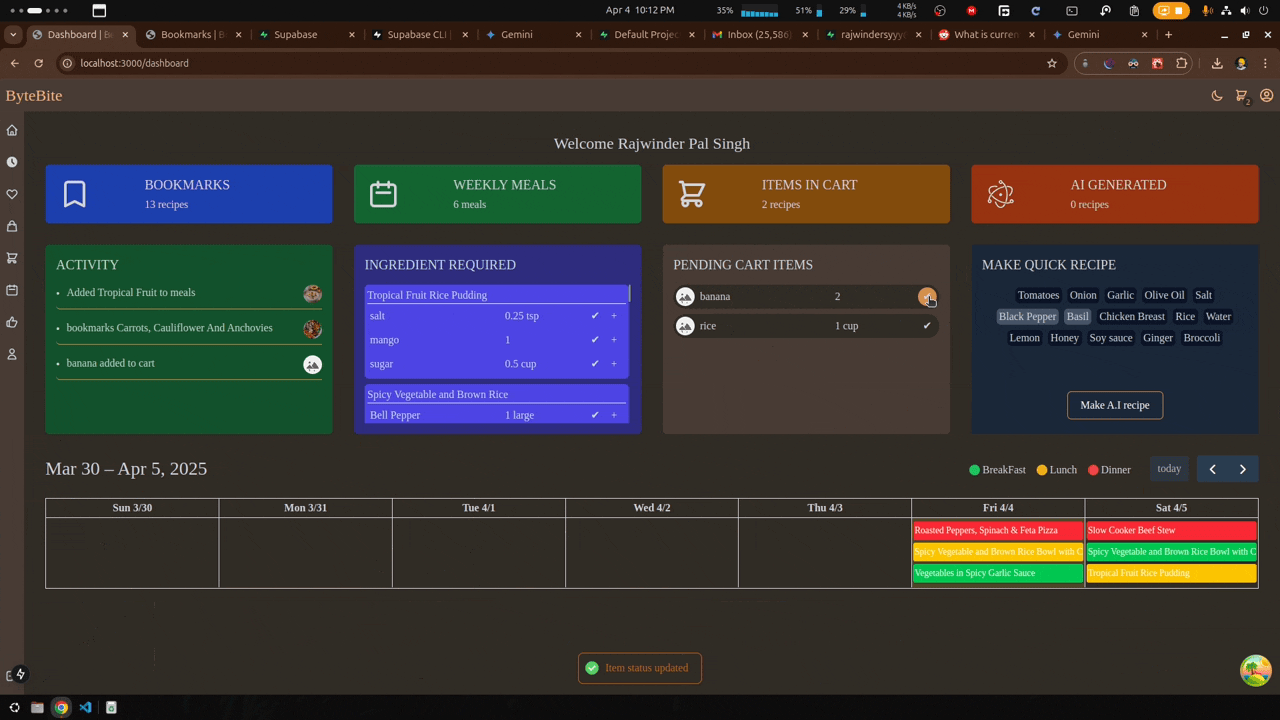 Apr 4 10:12 PM
35%
51%
29%
4 KB/s
4 KB/s
Dashboard | B
Bookmarks | B
Supabase
Supabase CLI |
Gemini
Default Projec
Inbox (25,586)
rajwindersyyy
What is curren
Gemini
localhost:3000/dashboard
ByteBite
2
Welcome Rajwinder Pal Singh
BOOKMARKS
13 recipes
WEEKLY MEALS
6 meals
ITEMS IN CART
2 recipes
AI GENERATED
0 recipes
ACTIVITY
• Added Tropical Fruit to meals
• bookmarks Carrots, Cauliflower And Anchovies
• banana added to cart
INGREDIENT REQUIRED
Tropical Fruit Rice Pudding
salt 0.25 tsp ✔ +
mango 1 ✔ +
sugar 0.5 cup ✔ +
Spicy Vegetable and Brown Rice
Bell Pepper 1 large ✔ +
PENDING CART ITEMS
banana 2
rice 1 cup ✔
MAKE QUICK RECIPE
Tomatoes Onion Garlic Olive Oil Salt
Black Pepper Basil Chicken Breast Rice Water
Lemon Honey Soy sauce Ginger Broccoli
Make A.I recipe
Mar 30 – Apr 5, 2025
BreakFast Lunch Dinner
today
Sun 3/30 Mon 3/31 Tue 4/1 Wed 4/2 Thu 4/3 Fri 4/4 Sat 4/5
Roasted Peppers, Spinach & Feta Pizza Slow Cooker Beef Stew
Spicy Vegetable and Brown Rice Bowl with C Spicy Vegetable and Brown Rice Bowl with C
Vegetables in Spicy Garlic Sauce Tropical Fruit Rice Pudding
Item status updated